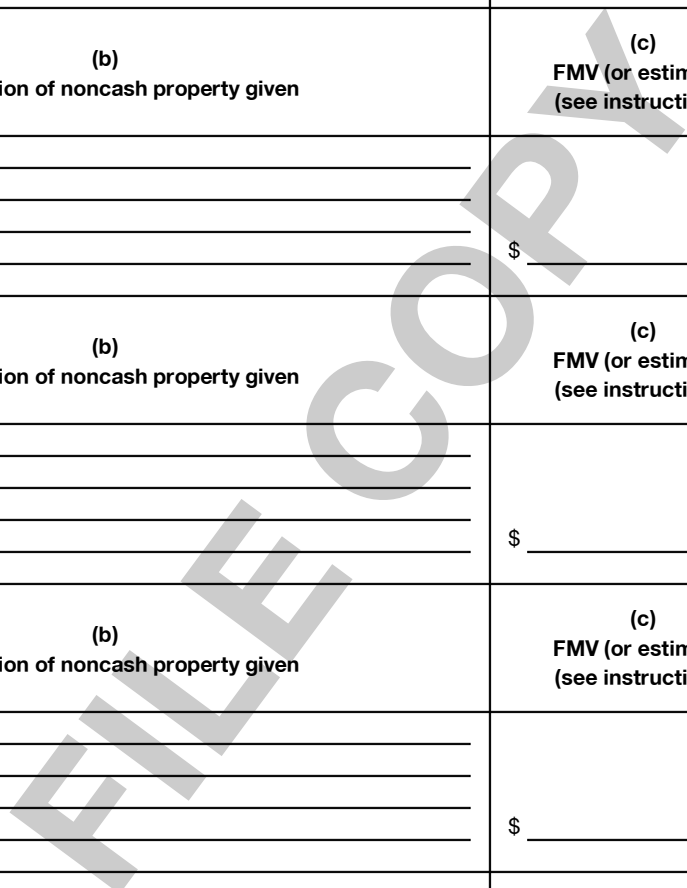 (b)
ion of noncash property given
(c)
FMV (or estim
(see instructi
$
(b)
ion of noncash property given
(c)
FMV (or estim
(see instructi
$
(b)
ion of noncash property given
(c)
FMV (or estim
(see instructi
$
FILE COPY